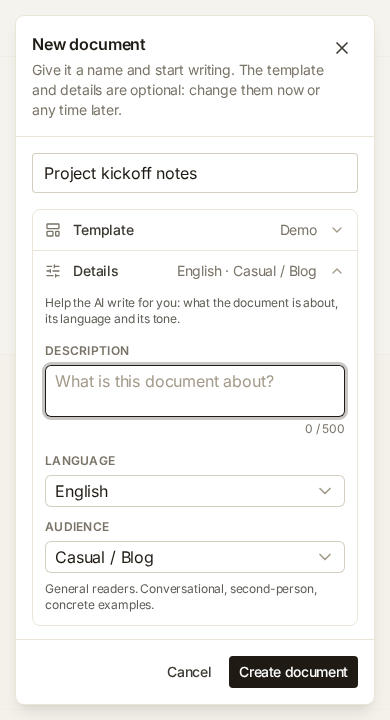 New document
Give it a name and start writing. The template
and details are optional: change them now or
any time later.
Project kickoff notes
Template
Demo
Details
English · Casual / Blog
Help the AI write for you: what the document is about,
its language and its tone.
DESCRIPTION
What is this document about?
0 / 500
LANGUAGE
English
AUDIENCE
Casual / Blog
General readers. Conversational, second-person,
concrete examples.
Cancel
Create document